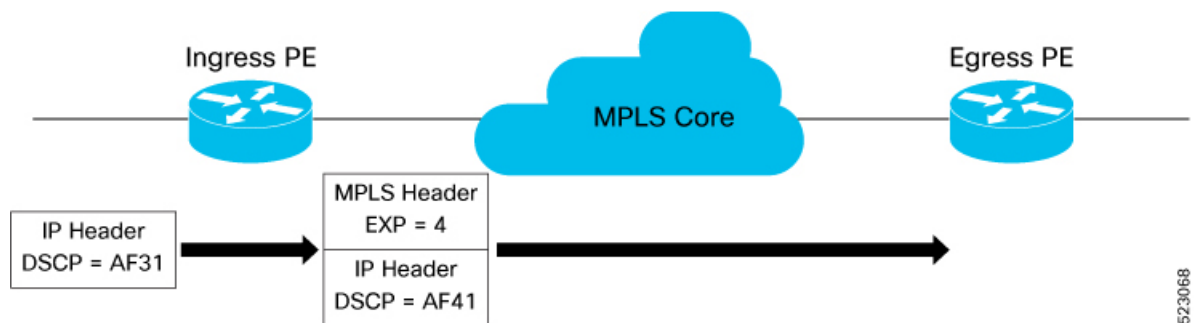 Ingress PE
Egress PE
MPLS Core
MPLS Header
EXP = 4
IP Header
DSCP = AF31
IP Header
DSCP = AF41
523068